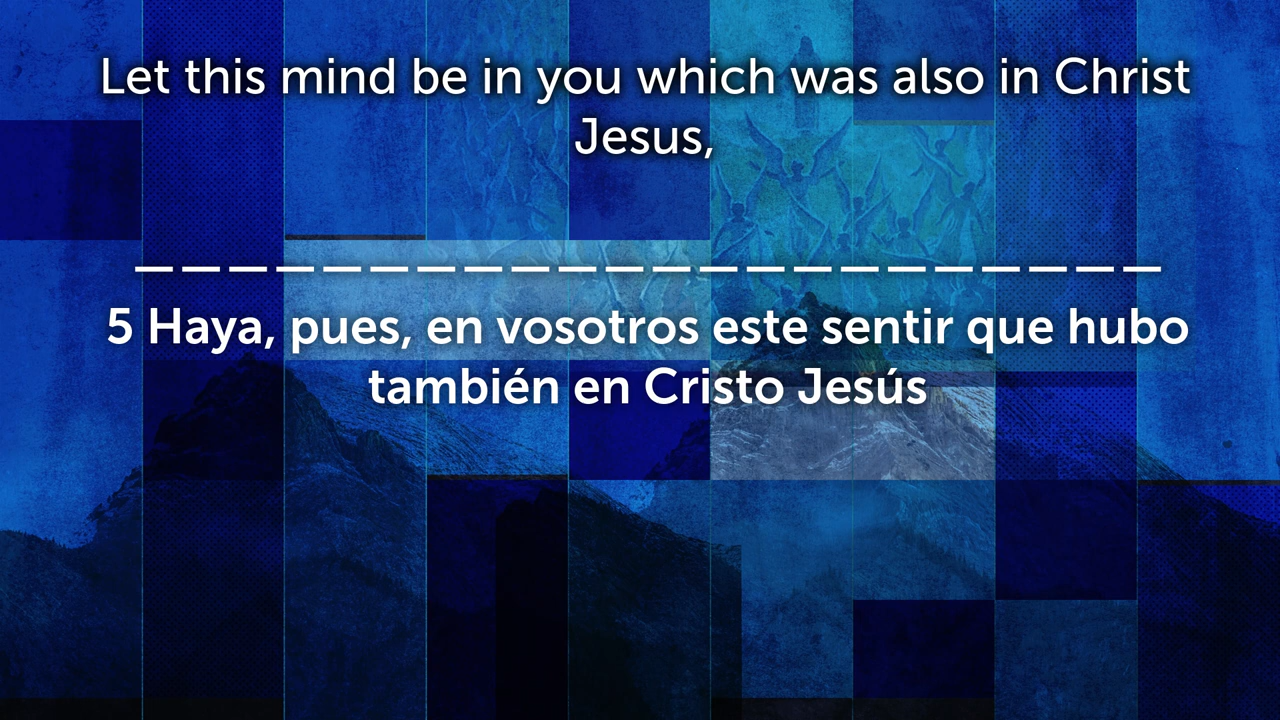 Let this mind be in you which was also in Christ
Jesus,
5 Haya, pues, en vosotros este sentir que hubo
también en Cristo Jesús